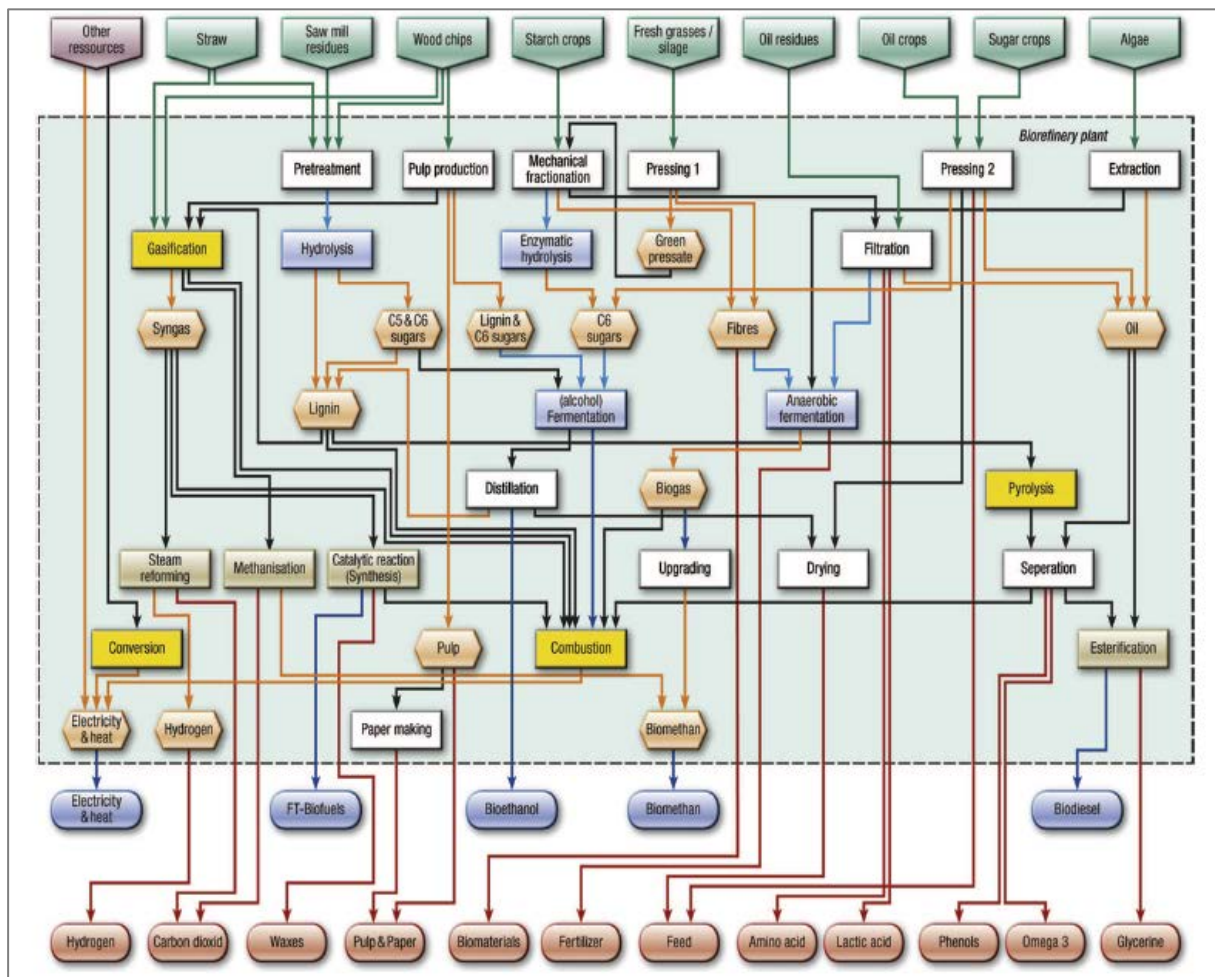 Other
ressources
Straw
Saw mill
residues
Wood chips
Starch crops
Fresh grasses /
silage
Oil residues
Oil crops
Sugar crops
Algae
Biorefinery plant
Pretreatment
Pulp production
Mechanical
fractionation
Pressing 1
Pressing 2
Extraction
Gasification
Hydrolysis
Enzymatic
hydrolysis
Green
pressate
Filtration
Syngas
C5 & C6
sugars
Lignin &
C6 sugars
C6
sugars
Fibres
Oil
Lignin
(alcohol)
Fermentation
Anaerobic
fermentation
Distillation
Biogas
Pyrolysis
Steam
reforming
Methanisation
Catalytic reaction
(Synthesis)
Upgrading
Drying
Seperation
Conversion
Pulp
Combustion
Esterification
Electricity
& heat
Hydrogen
Paper making
Biomethan
Electricity
& heat
FT-Biofuels
Bioethanol
Biomethan
Biodiesel
Hydrogen
Carbon dioxid
Waxes
Pulp & Paper
Biomaterials
Fertilizer
Feed
Amino acid
Lactic acid
Phenols
Omega 3
Glycerine